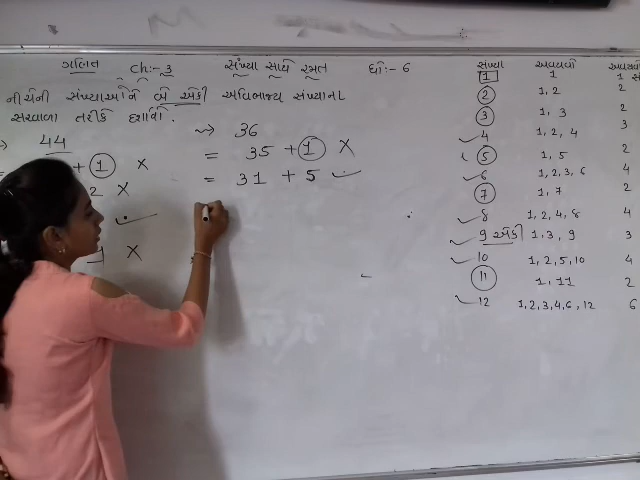 ગણિત Ch:- 3 સંખ્યા સાથે રમત ધો:- 6
નીચેની સંખ્યાઓને બે એકી અવિભાજ્ય સંખ્યાના
સરવાળા તરીકે દર્શાવો.
44
+ 1 ×
2 ×
✓
×
→ 36
= 35 + 1 ×
= 31 + 5 ✓
સંખ્યા અવયવો અવયવો
1 1 1
2 1, 2 2
3 1, 3 2
✓ 4 1, 2, 4 3
5 1, 5 2
✓ 6 1, 2, 3, 6 4
7 1, 7 2
✓ 8 1, 2, 4, 8 4
✓ 9 એકી 1, 3, 9 3
✓ 10 1, 2, 5, 10 4
11 1, 11 2
✓ 12 1, 2, 3, 4, 6, 12 6